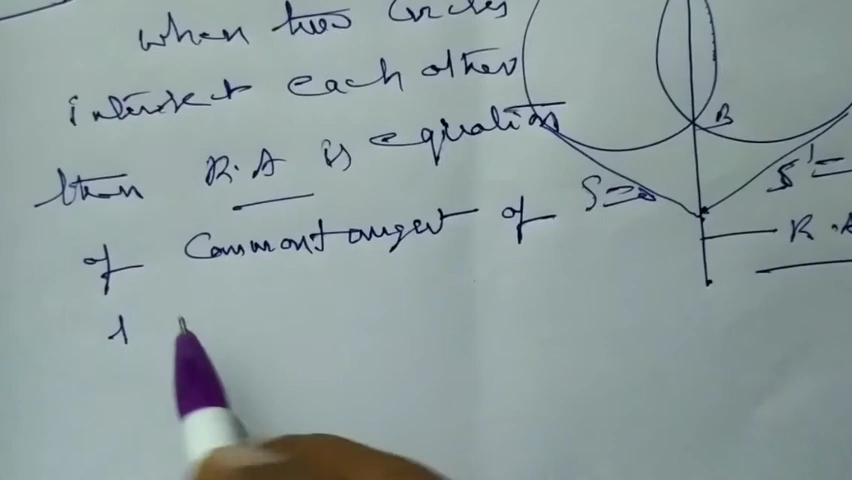 when two circles
intersect each other
then R.A is equation
of Common tangent of S=0
1
B
S'=
R.A